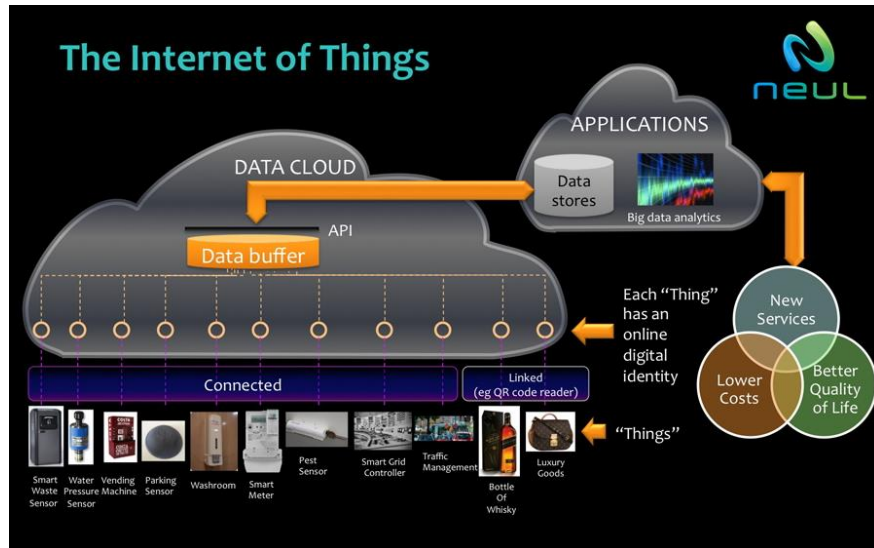 The Internet of Things
neul
APPLICATIONS
DATA CLOUD
Data
stores
Big data analytics
API
Data buffer
Each “Thing”
has an
online
digital
identity
New
Services
Lower
Costs
Better
Quality
of Life
Connected
Linked
(eg QR code reader)
“Things”
Smart
Waste
Sensor
Water
Pressure
Sensor
Vending
Machine
Parking
Sensor
Washroom
Smart
Meter
Pest
Sensor
Smart Grid
Controller
Traffic
Management
Bottle
Of
Whisky
Luxury
Goods